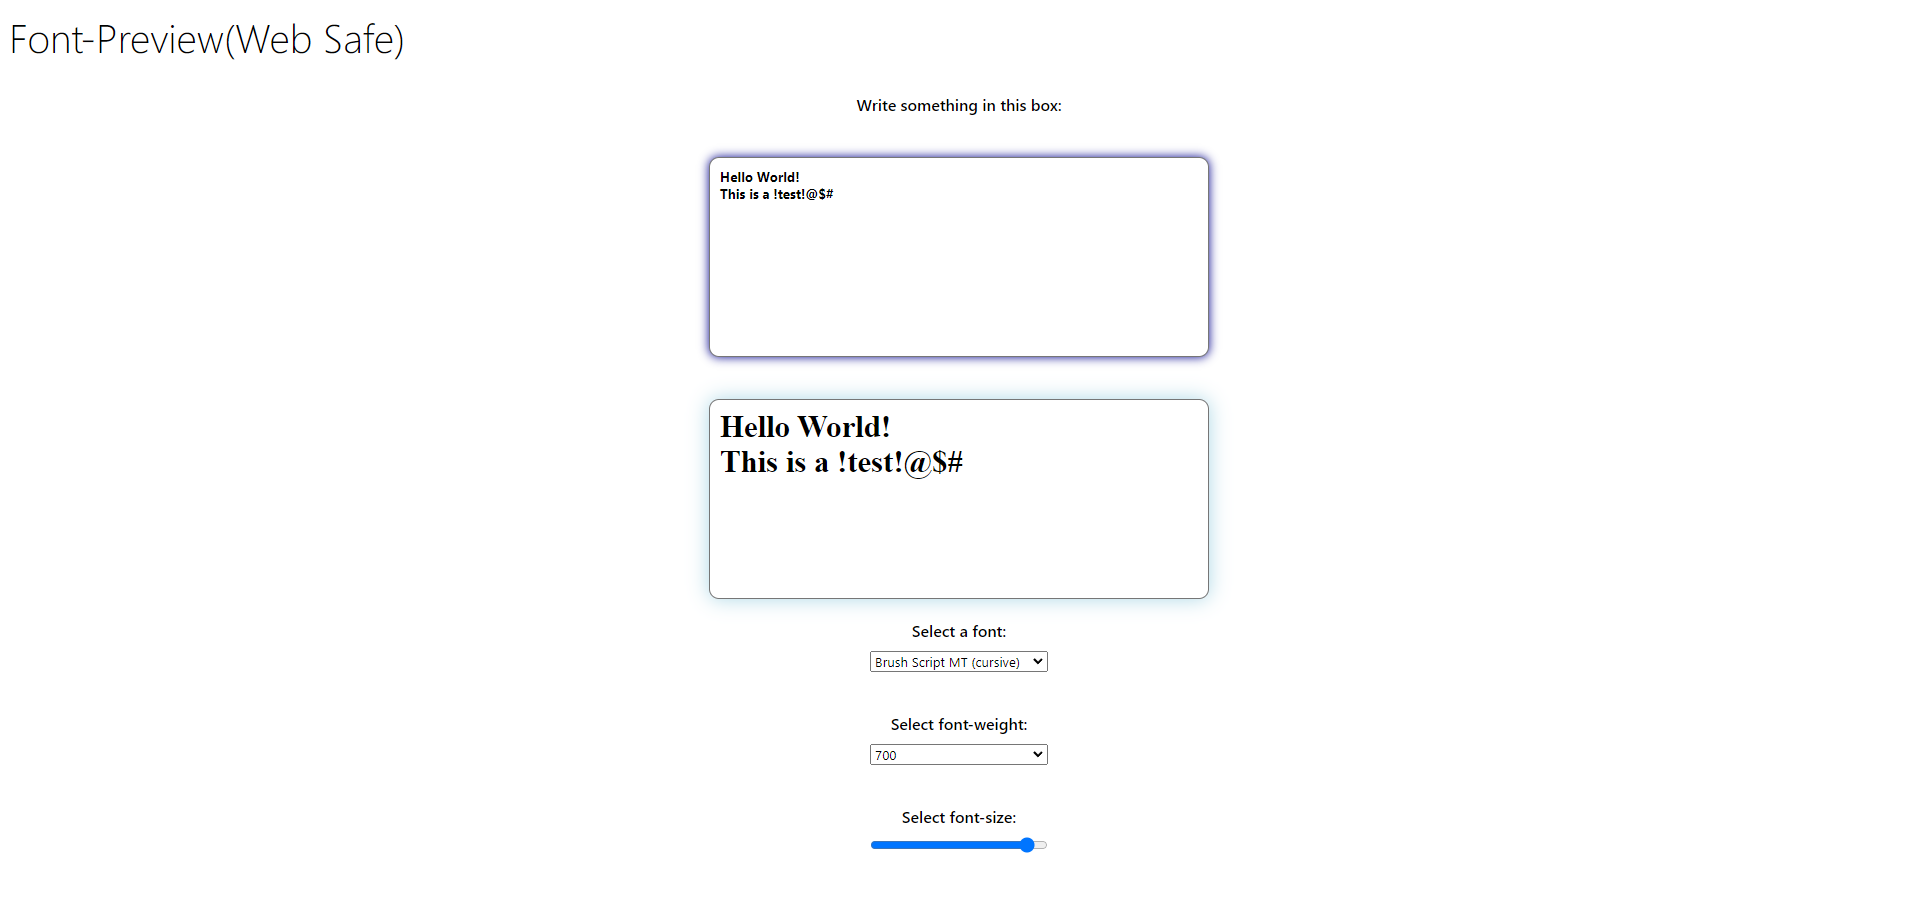 Font-Preview(Web Safe)
Write something in this box:
Hello World!
This is a !test!@$#
Hello World!
This is a !test!@$#
Select a font:
Brush Script MT (cursive)
Select font-weight:
700
Select font-size: